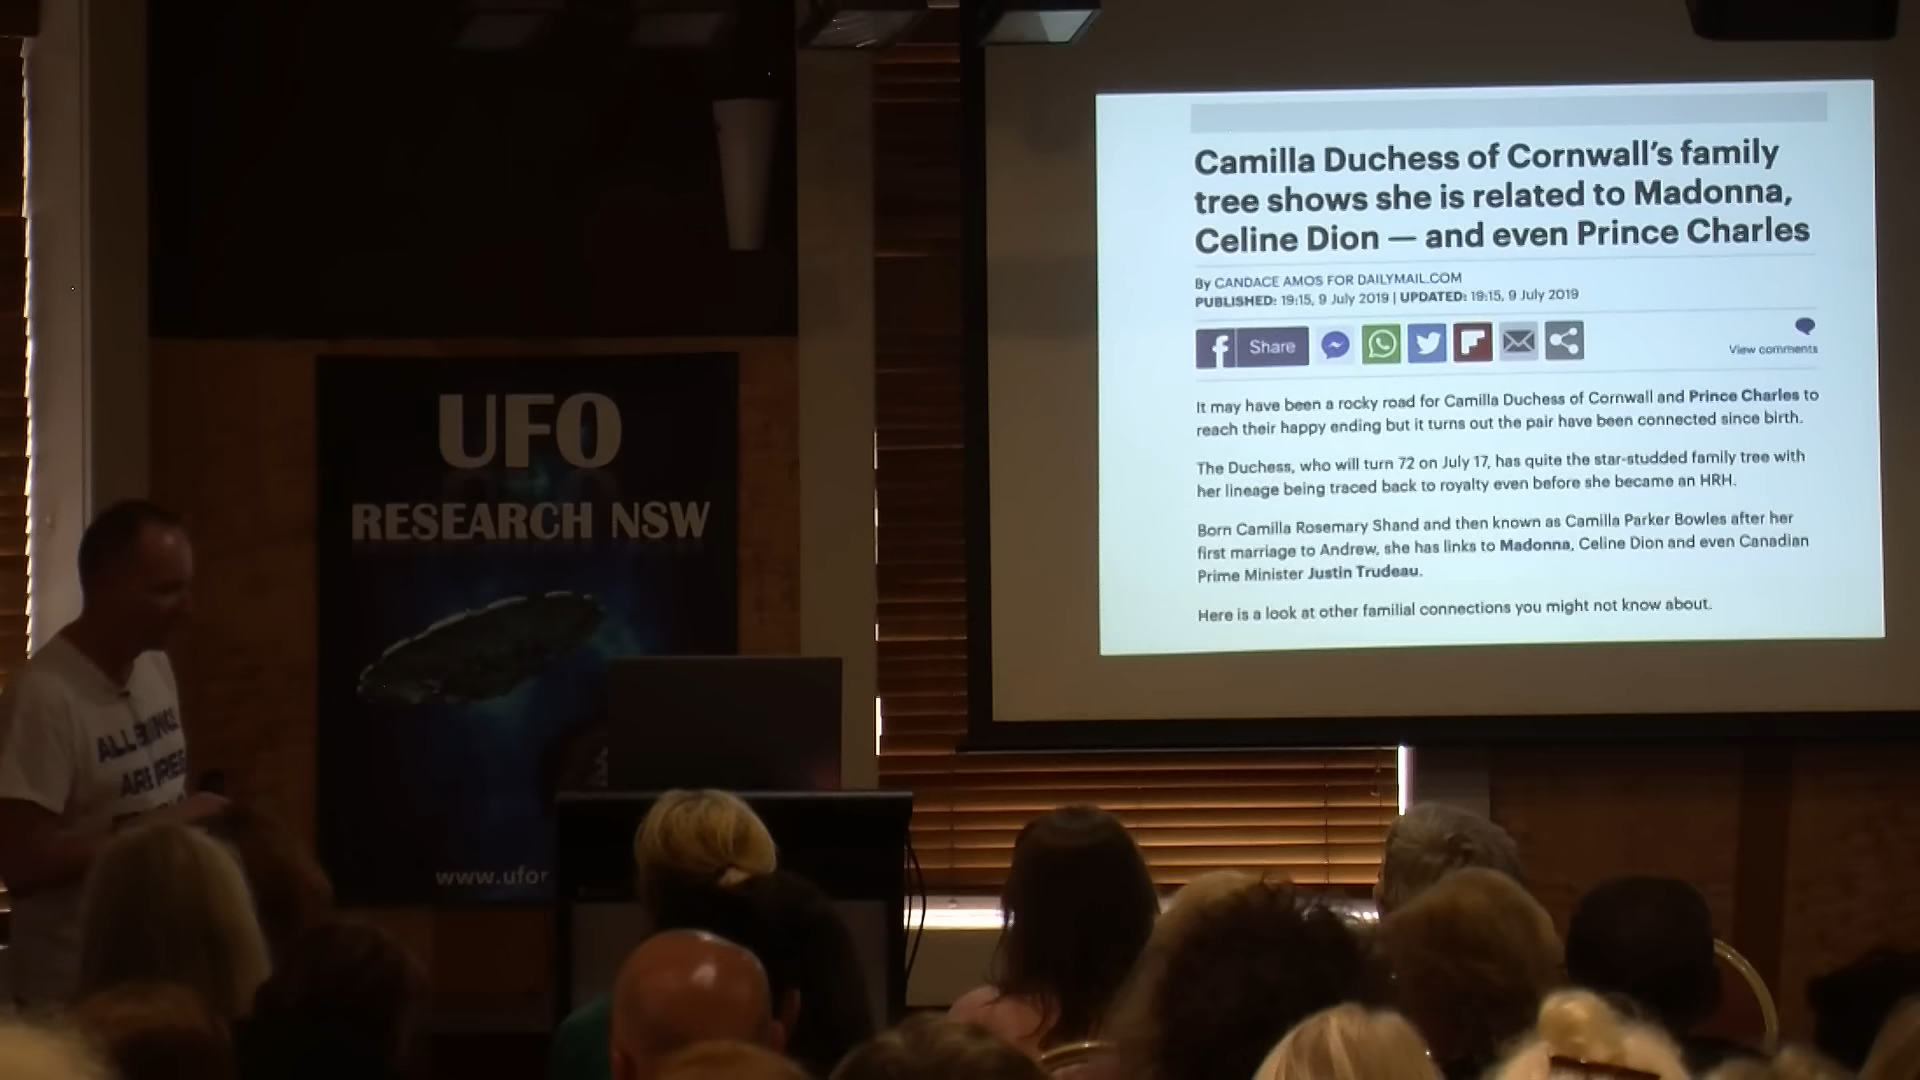 UFO
RESEARCH NSW
www.ufor
Camilla Duchess of Cornwall's family
tree shows she is related to Madonna,
Celine Dion — and even Prince Charles
By CANDACE AMOS FOR DAILYMAIL.COM
PUBLISHED: 19:15, 9 July 2019 | UPDATED: 19:15, 9 July 2019
Share
View comments
It may have been a rocky road for Camilla Duchess of Cornwall and Prince Charles to
reach their happy ending but it turns out the pair have been connected since birth.
The Duchess, who will turn 72 on July 17, has quite the star-studded family tree with
her lineage being traced back to royalty even before she became an HRH.
Born Camilla Rosemary Shand and then known as Camilla Parker Bowles after her
first marriage to Andrew, she has links to Madonna, Celine Dion and even Canadian
Prime Minister Justin Trudeau.
Here is a look at other familial connections you might not know about.
ALL